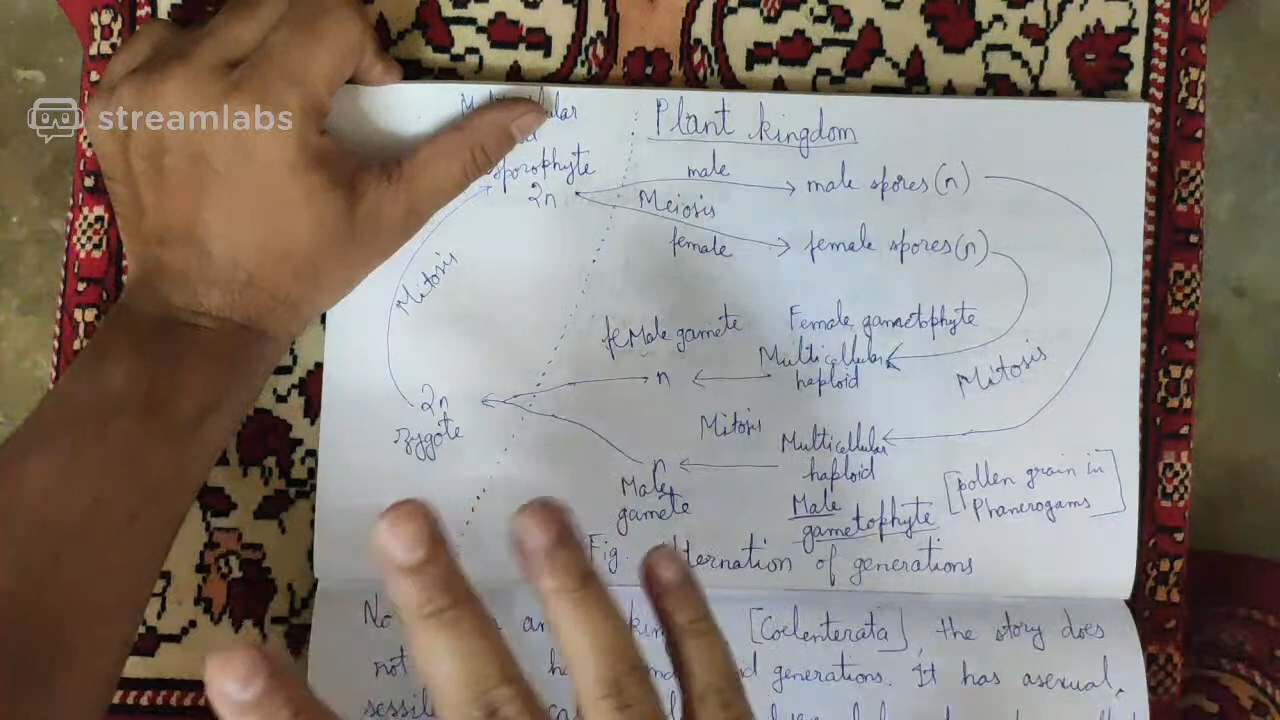 streamlabs
Plant kingdom
sporophyte
2n
male
Meiosis
female
male spores (n)
female spores (n)
Mitosis
feMale gamete
n
Female gametophyte
Multicellular
haploid
Mitosis
2n
zygote
Mitosis
Multicellular
haploid
n
Male
gamete
Male
gametophyte
[pollen grain in
Phanerogams]
Fig. Alternation of generations
[Coelenterata], the story does
not generations. It has asexual,